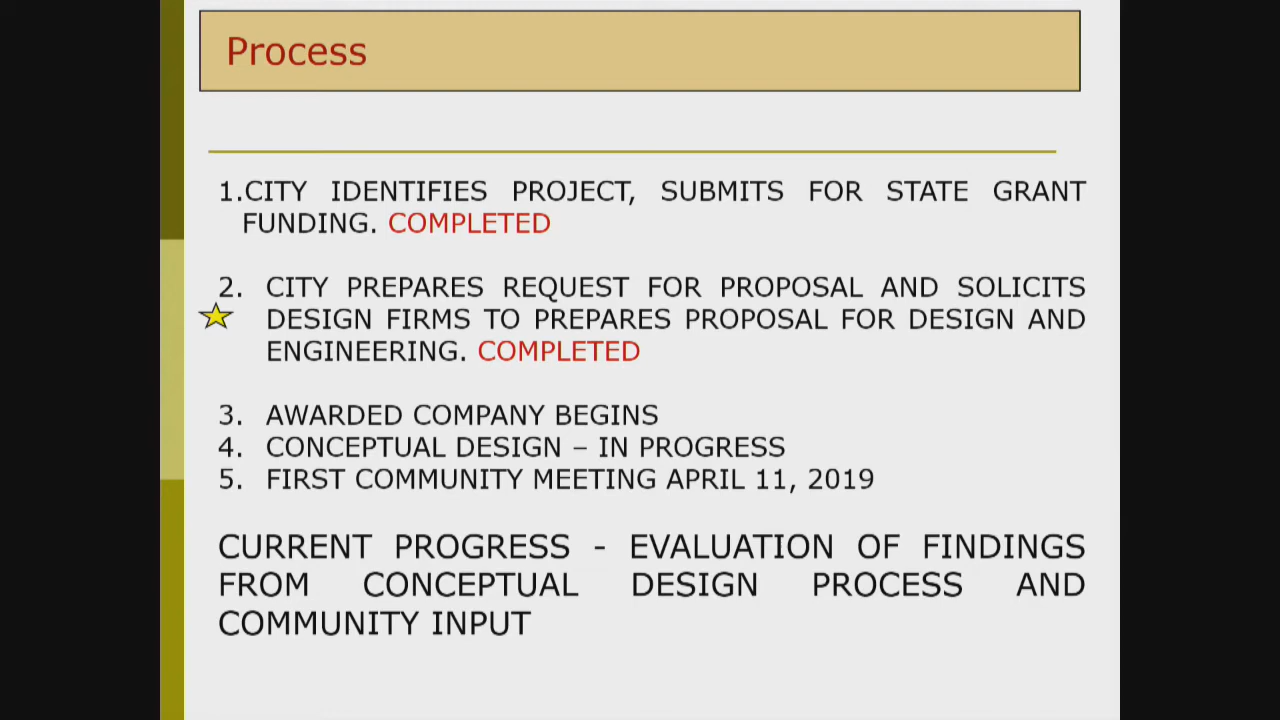 Process
1.CITY IDENTIFIES PROJECT, SUBMITS FOR STATE GRANT
FUNDING. COMPLETED
2. CITY PREPARES REQUEST FOR PROPOSAL AND SOLICITS
DESIGN FIRMS TO PREPARES PROPOSAL FOR DESIGN AND
ENGINEERING. COMPLETED
3. AWARDED COMPANY BEGINS
4. CONCEPTUAL DESIGN – IN PROGRESS
5. FIRST COMMUNITY MEETING APRIL 11, 2019
CURRENT PROGRESS - EVALUATION OF FINDINGS
FROM CONCEPTUAL DESIGN PROCESS AND
COMMUNITY INPUT